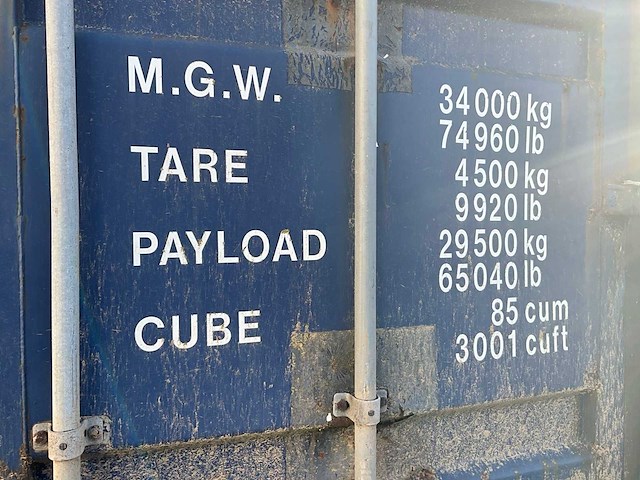 M.G.W. 34000 kg
74960 lb
TARE 4500 kg
9920 lb
PAYLOAD 29500 kg
65040 lb
CUBE 85 cum
3001 cuft